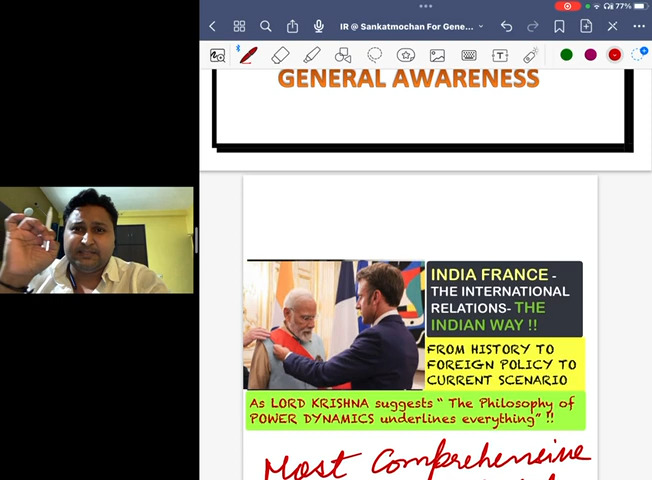 77%
IR @ Sankatmochan For Gene...
GENERAL AWARENESS
INDIA FRANCE -
THE INTERNATIONAL
RELATIONS- THE
INDIAN WAY !!
FROM HISTORY TO
FOREIGN POLICY TO
CURRENT SCENARIO
As LORD KRISHNA suggests “ The Philosophy of
POWER DYNAMICS underlines everything” !!
Most Comprehensive